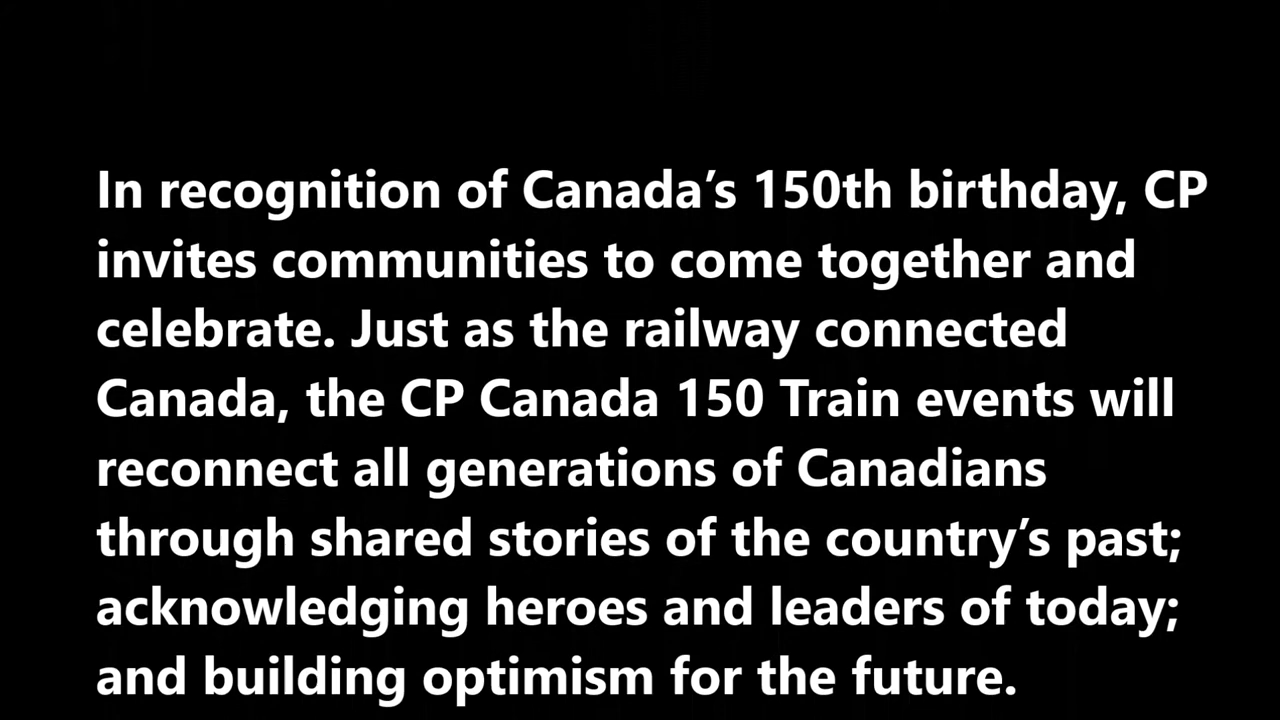 In recognition of Canada’s 150th birthday, CP
invites communities to come together and
celebrate. Just as the railway connected
Canada, the CP Canada 150 Train events will
reconnect all generations of Canadians
through shared stories of the country’s past;
acknowledging heroes and leaders of today;
and building optimism for the future.